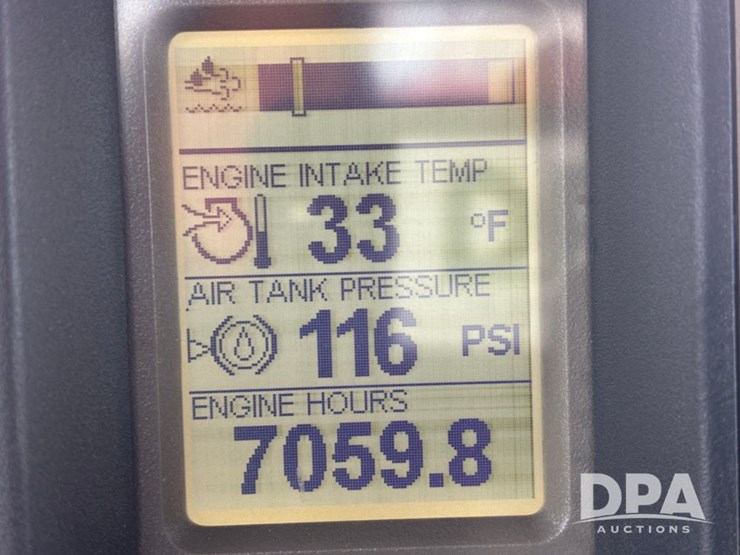 ENGINE INTAKE TEMP
33 °F
AIR TANK PRESSURE
116 PSI
ENGINE HOURS
7059.8
DPA
AUCTIONS